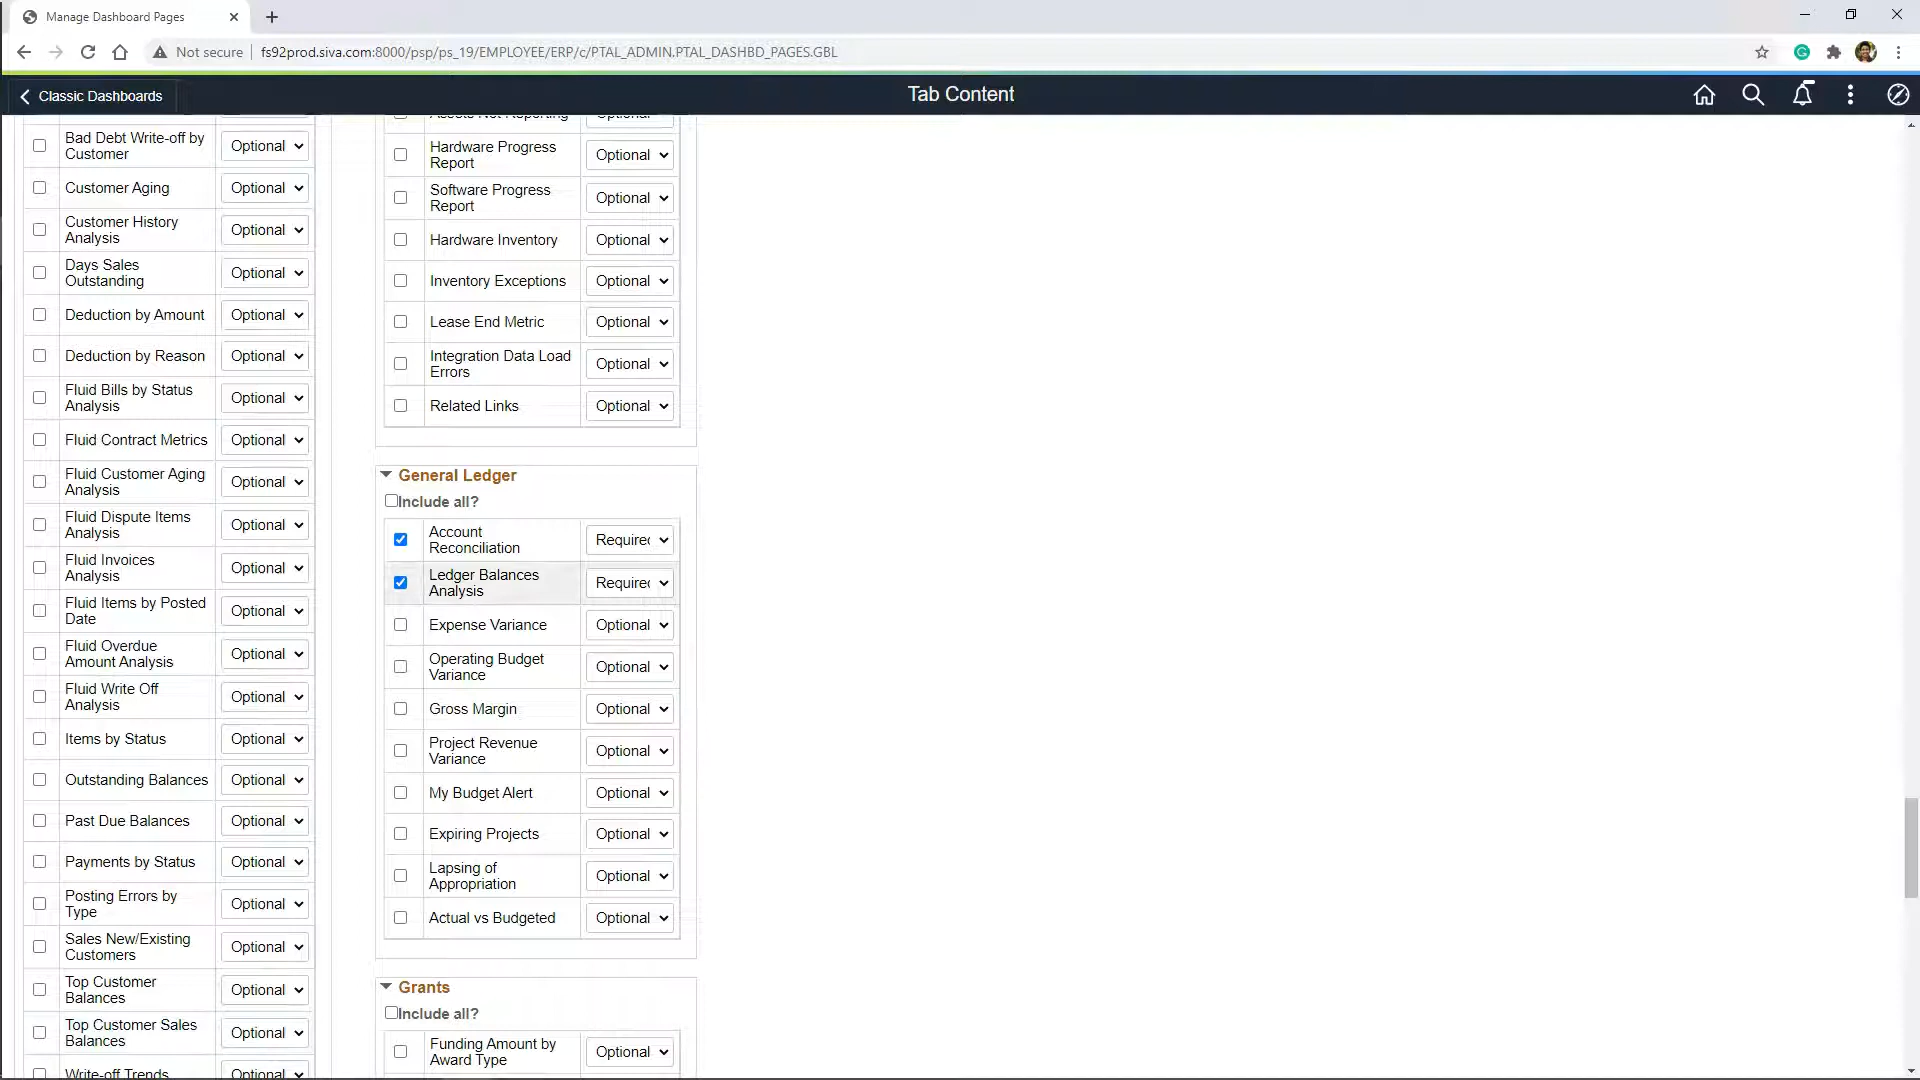 Manage Dashboard Pages
Not secure
fs92prod.siva.com:8000/psp/ps_19/EMPLOYEE/ERP/c/PTAL_ADMIN.PTAL_DASHBD_PAGES.GBL
Classic Dashboards
Tab Content
Bad Debt Write-off by
Customer
Optional
Customer Aging
Optional
Customer History
Analysis
Optional
Days Sales
Outstanding
Optional
Deduction by Amount
Optional
Deduction by Reason
Optional
Fluid Bills by Status
Analysis
Optional
Fluid Contract Metrics
Optional
Fluid Customer Aging
Analysis
Optional
Fluid Dispute Items
Analysis
Optional
Fluid Invoices
Analysis
Optional
Fluid Items by Posted
Date
Optional
Fluid Overdue
Amount Analysis
Optional
Fluid Write Off
Analysis
Optional
Items by Status
Optional
Outstanding Balances
Optional
Past Due Balances
Optional
Payments by Status
Optional
Posting Errors by
Type
Optional
Sales New/Existing
Customers
Optional
Top Customer
Balances
Optional
Top Customer Sales
Balances
Optional
Write-off Trends
Optional
Assets Not Reporting
Optional
Hardware Progress
Report
Optional
Software Progress
Report
Optional
Hardware Inventory
Optional
Inventory Exceptions
Optional
Lease End Metric
Optional
Integration Data Load
Errors
Optional
Related Links
Optional
General Ledger
Include all?
Account
Reconciliation
Required
Ledger Balances
Analysis
Required
Expense Variance
Optional
Operating Budget
Variance
Optional
Gross Margin
Optional
Project Revenue
Variance
Optional
My Budget Alert
Optional
Expiring Projects
Optional
Lapsing of
Appropriation
Optional
Actual vs Budgeted
Optional
Grants
Include all?
Funding Amount by
Award Type
Optional